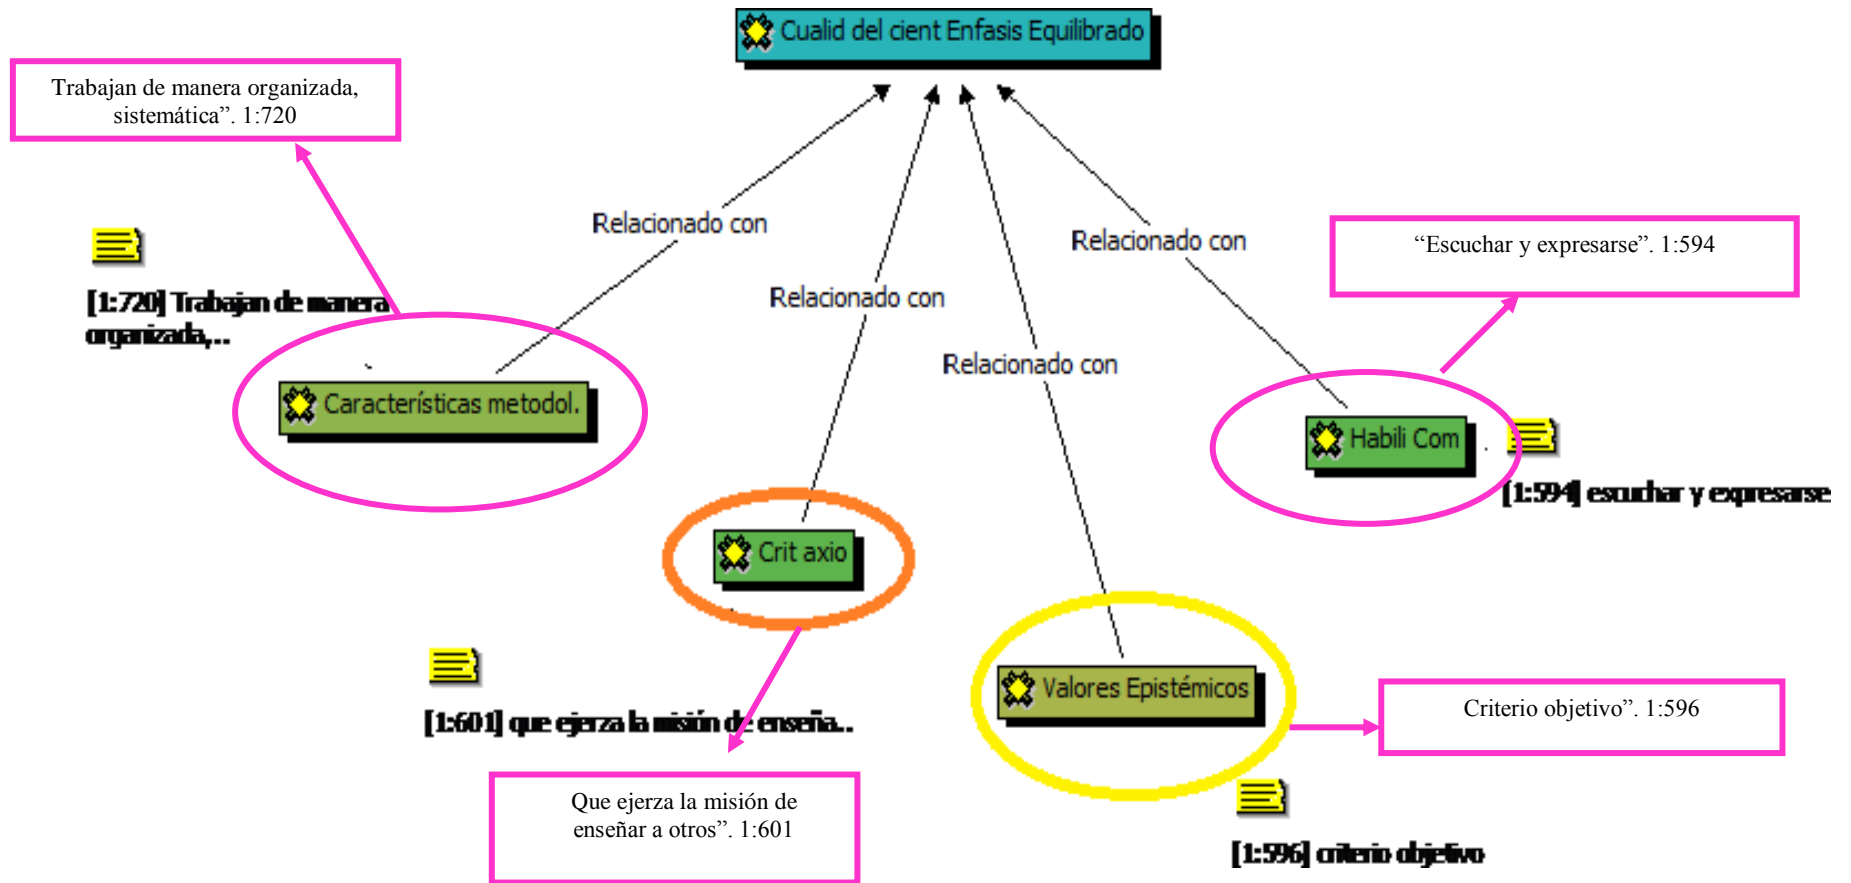 Cualid del cient Enfasis Equilibrado
Trabajan de manera organizada,
sistemática”. 1:720
Relacionado con
Relacionado con
Relacionado con
Relacionado con
“Escuchar y expresarse”. 1:594
[1:720] Trabajan de manera
organizada,...
Características metodol.
Habili Com
[1:594] escuchar y expresarse
Crit axio
Valores Epistémicos
[1:601] que ejerza la misión de enseña...
Criterio objetivo”. 1:596
Que ejerza la misión de
enseñar a otros”. 1:601
[1:596] criterio objetivo